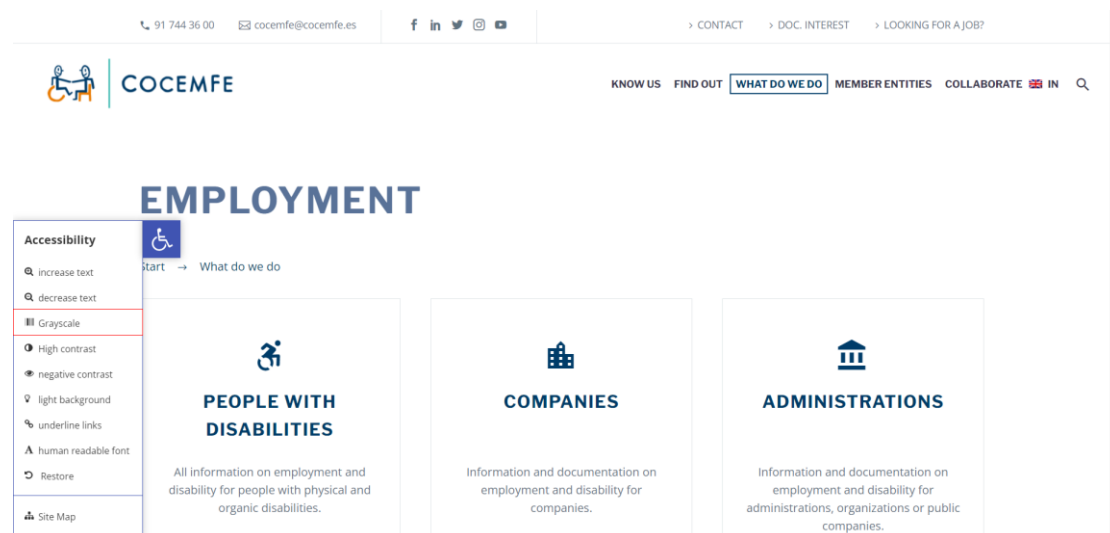 91 744 36 00 cocemfe@cocemfe.es > CONTACT > DOC. INTEREST > LOOKING FOR A JOB?
COCEMFE
KNOW US FIND OUT WHAT DO WE DO MEMBER ENTITIES COLLABORATE IN
EMPLOYMENT
Start → What do we do
Accessibility
increase text
decrease text
Grayscale
High contrast
negative contrast
light background
underline links
human readable font
Restore
Site Map
PEOPLE WITH
DISABILITIES
All information on employment and
disability for people with physical and
organic disabilities.
COMPANIES
Information and documentation on
employment and disability for
companies.
ADMINISTRATIONS
Information and documentation on
employment and disability for
administrations, organizations or public
companies.